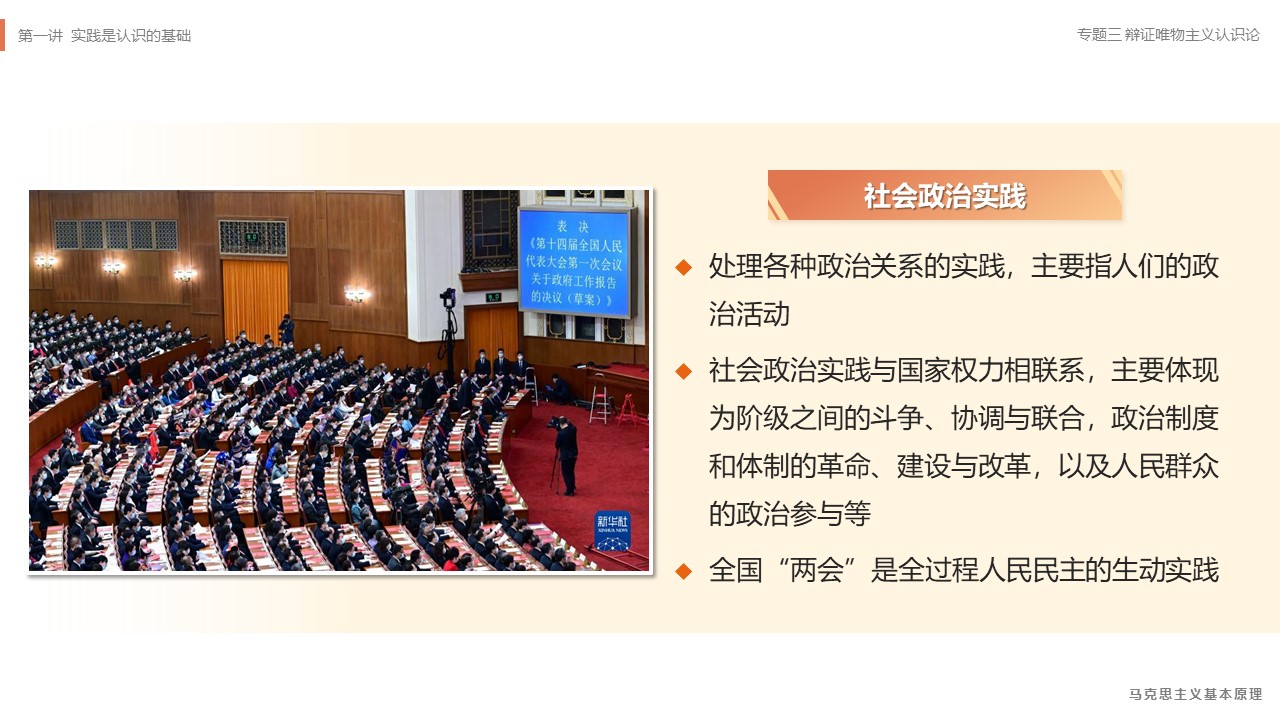 第一讲 实践是认识的基础
专题三 辩证唯物主义认识论
表 决
《第十四届全国人民
代表大会第一次会议
关于政府工作报告
的决议（草案）》
新华社
XINHUA NEWS
社会政治实践
处理各种政治关系的实践，主要指人们的政
治活动
社会政治实践与国家权力相联系，主要体现
为阶级之间的斗争、协调与联合，政治制度
和体制的革命、建设与改革，以及人民群众
的政治参与等
全国“两会”是全过程人民民主的生动实践
马克思主义基本原理